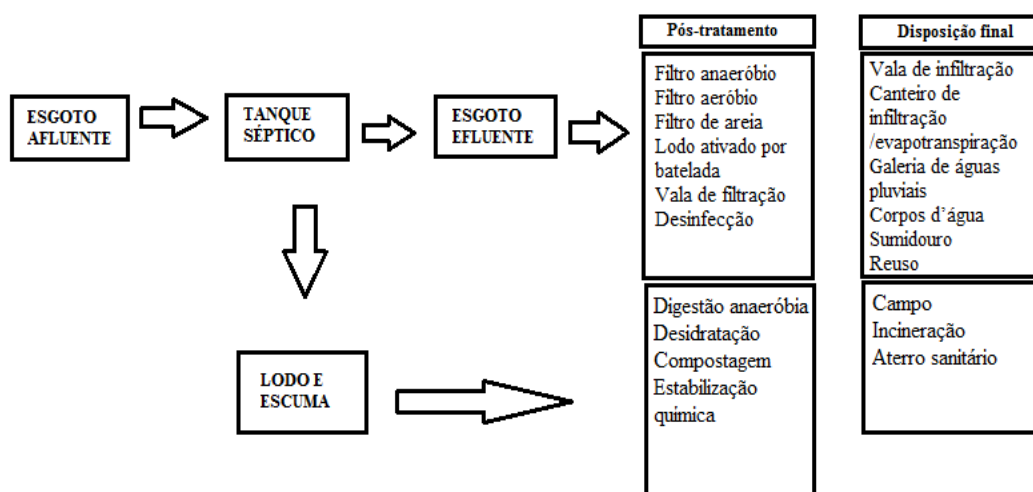 ESGOTO
AFLUENTE
TANQUE
SÉPTICO
ESGOTO
EFLUENTE
Pós-tratamento
Filtro anaeróbio
Filtro aeróbio
Filtro de areia
Lodo ativado por
batelada
Vala de filtração
Desinfecção
Disposição final
Vala de infiltração
Canteiro de
infiltração
/evapotranspiração
Galeria de águas
pluviais
Corpos d’água
Sumidouro
Reuso
LODO E
ESCUMA
Digestão anaeróbia
Desidratação
Compostagem
Estabilização
química
Campo
Incineração
Aterro sanitário